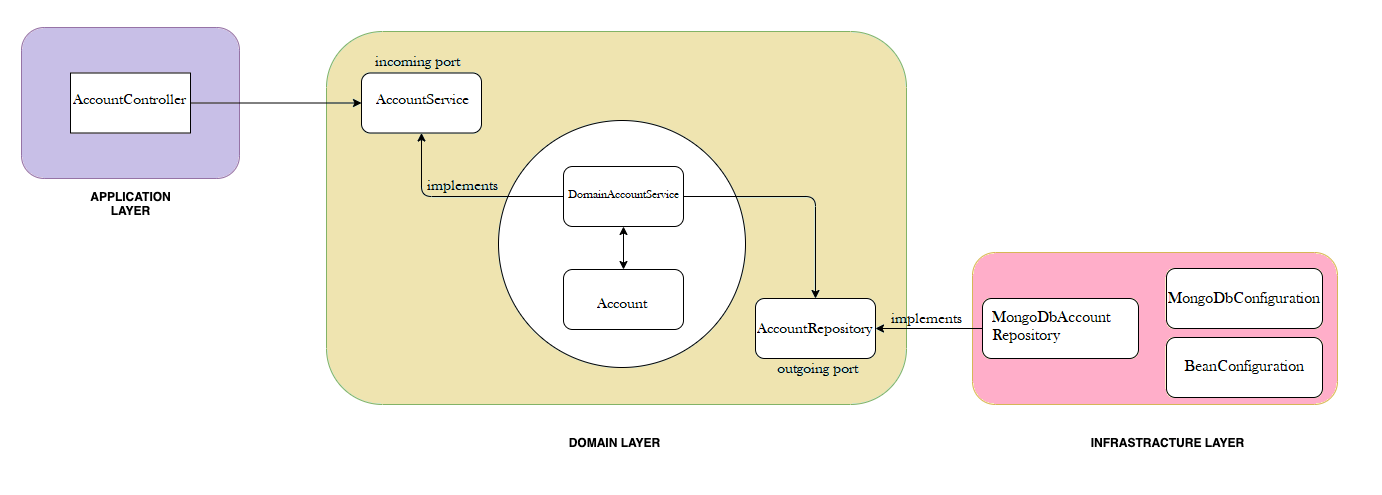 incoming port
AccountController
AccountService
implements
DomainAccountService
APPLICATION
LAYER
Account
AccountRepository
outgoing port
implements
MongoDbAccount
Repository
MongoDbConfiguration
BeanConfiguration
DOMAIN LAYER
INFRASTRACTURE LAYER